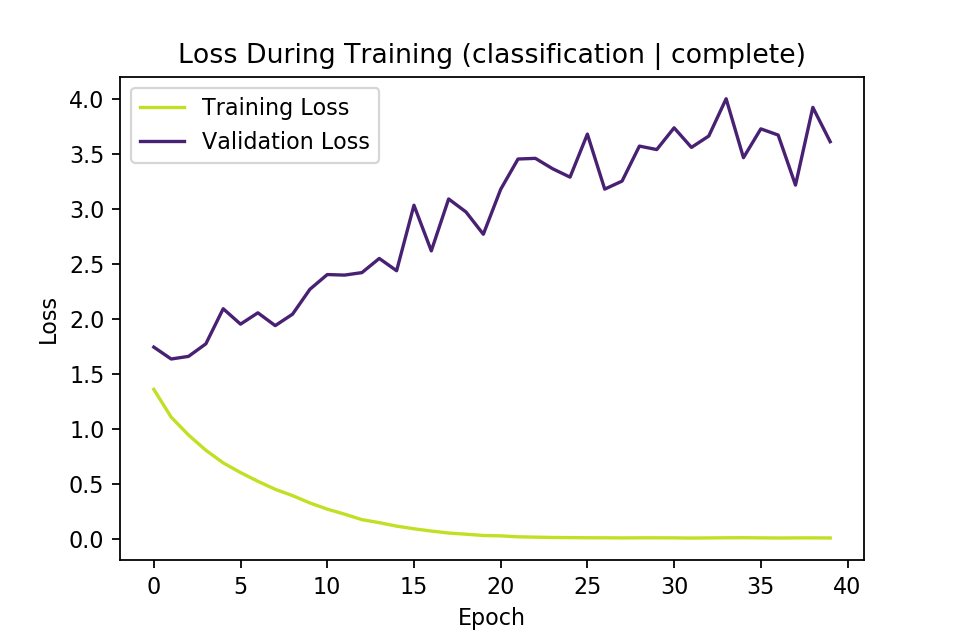 Loss During Training (classification | complete)
Training Loss
Validation Loss
4.0
3.5
3.0
2.5
2.0
1.5
1.0
0.5
0.0
Loss
0 5 10 15 20 25 30 35 40
Epoch